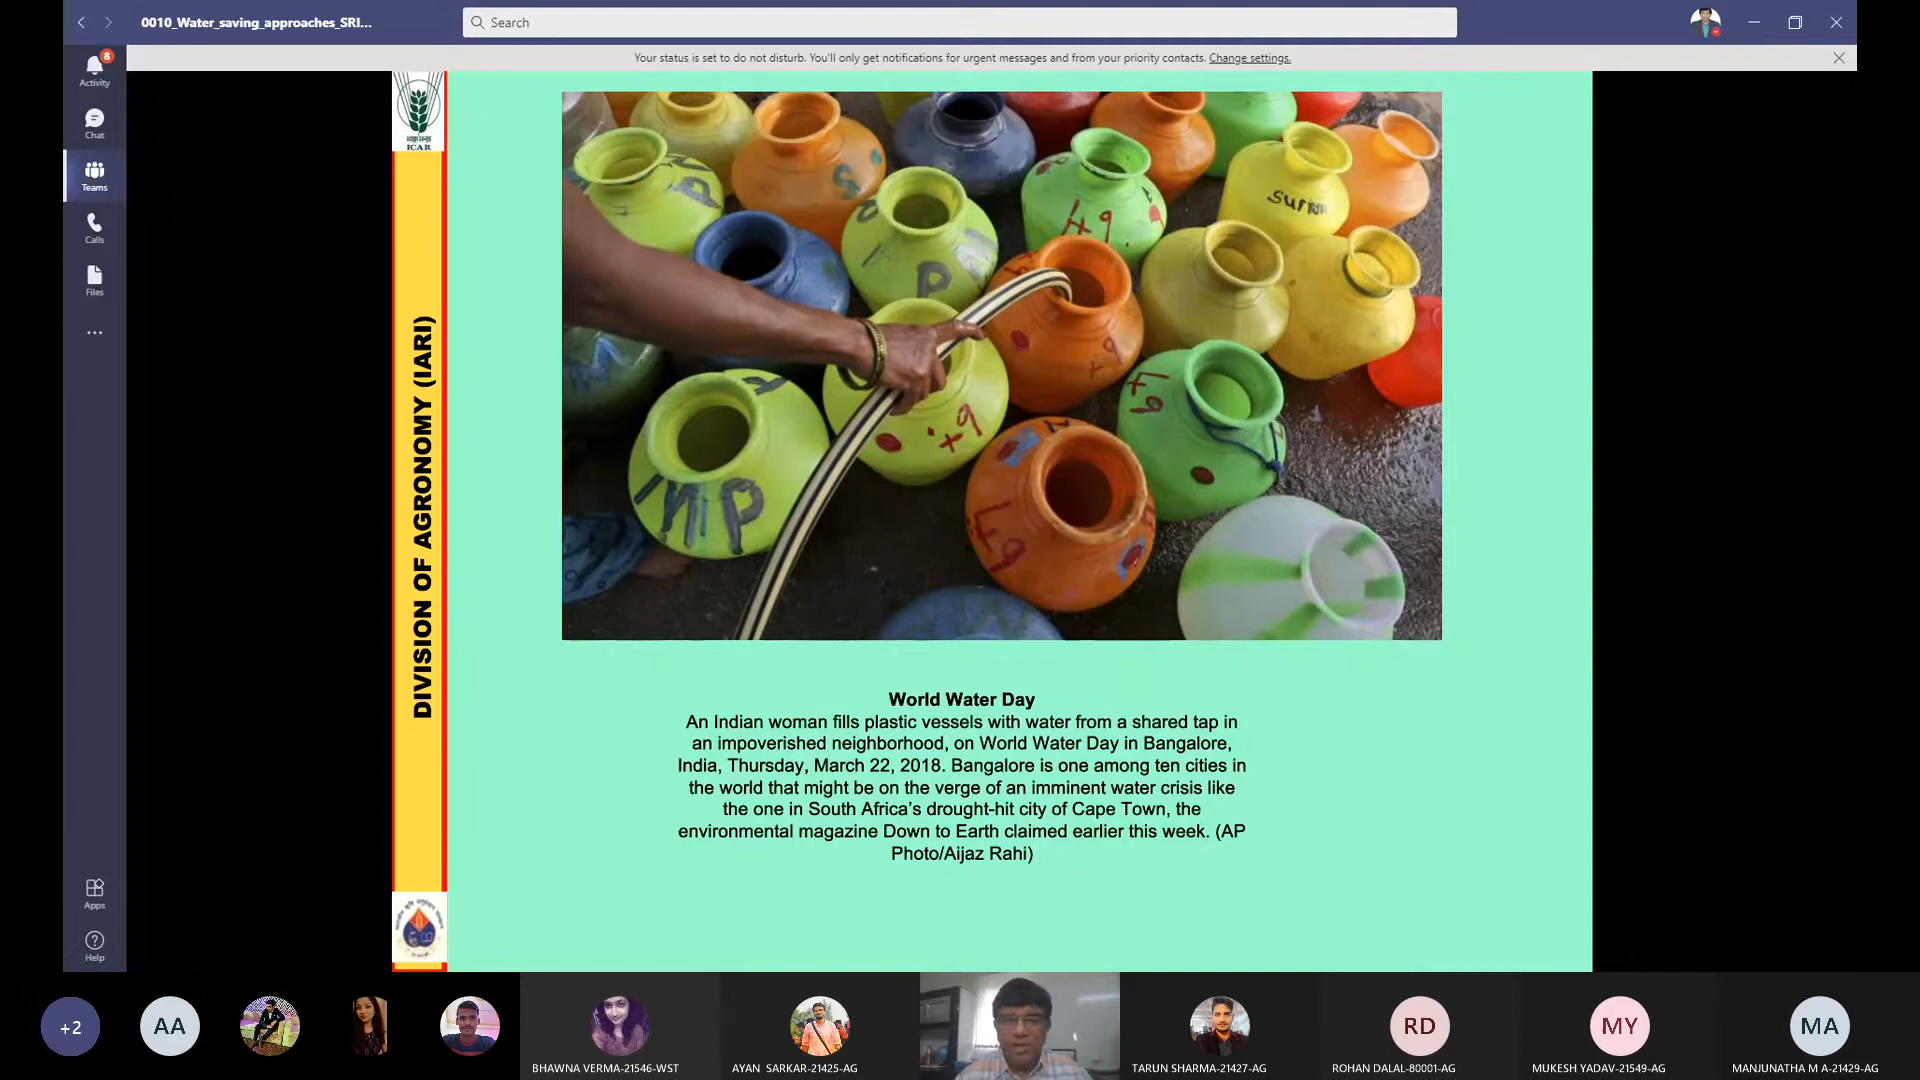 0010_Water_saving_approaches_SRI...
Search
Your status is set to do not disturb. You'll only get notifications for urgent messages and from your priority contacts. Change settings.
8
Activity
Chat
Teams
Calls
Files
Apps
Help
ICAR
DIVISION OF AGRONOMY (IARI)
Suriya
P
49
P
MP
World Water Day
An Indian woman fills plastic vessels with water from a shared tap in
an impoverished neighborhood, on World Water Day in Bangalore,
India, Thursday, March 22, 2018. Bangalore is one among ten cities in
the world that might be on the verge of an imminent water crisis like
the one in South Africa's drought-hit city of Cape Town, the
environmental magazine Down to Earth claimed earlier this week. (AP
Photo/Aijaz Rahi)
+2
AA
BHAWNA VERMA-21546-WST
AYAN SARKAR-21425-AG
TARUN SHARMA-21427-AG
RD
ROHAN DALAL-80001-AG
MY
MUKESH YADAV-21549-AG
MA
MANJUNATHA M A-21429-AG